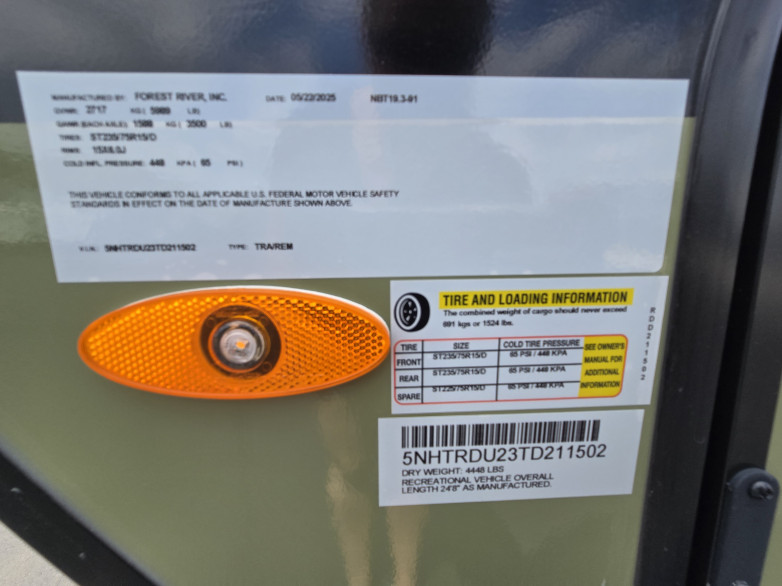 MANUFACTURED BY: FOREST RIVER, INC. DATE: 05/22/2025 NBT19.3-91
GVWR: 2717 KG ( 5989 LB)
GAWR (EACH AXLE): 1588 KG ( 3500 LB)
TIRES: ST235/75R15/D
RIMS: 15X6.0J
COLD INFL. PRESSURE: 448 KPA ( 65 PSI)
THIS VEHICLE CONFORMS TO ALL APPLICABLE U.S. FEDERAL MOTOR VEHICLE SAFETY
STANDARDS IN EFFECT ON THE DATE OF MANUFACTURE SHOWN ABOVE.
V.I.N.: 5NHTRDU23TD211502 TYPE: TRA/REM
TIRE AND LOADING INFORMATION
The combined weight of cargo should never exceed
691 kgs or 1524 lbs.
TIRE SIZE COLD TIRE PRESSURE
FRONT ST235/75R15/D 65 PSI / 448 KPA
REAR ST235/75R15/D 65 PSI / 448 KPA
SPARE ST225/75R15/D 65 PSI / 448 KPA
SEE OWNER'S
MANUAL FOR
ADDITIONAL
INFORMATION
RDD211502
5NHTRDU23TD211502
DRY WEIGHT: 4448 LBS
RECREATIONAL VEHICLE OVERALL
LENGTH 24'8" AS MANUFACTURED.